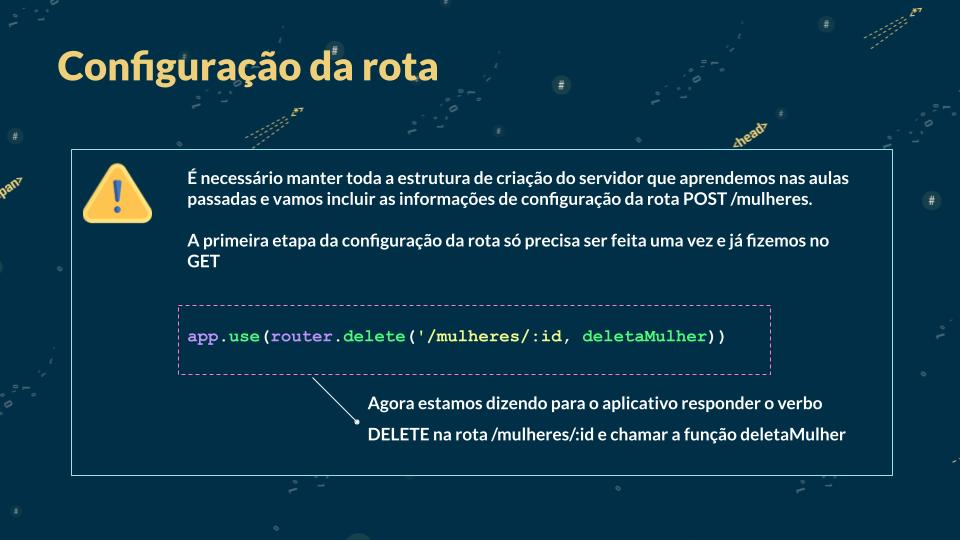 Configuração da rota
<head>
pan>
É necessário manter toda a estrutura de criação do servidor que aprendemos nas aulas
passadas e vamos incluir as informações de configuração da rota POST /mulheres.
A primeira etapa da configuração da rota só precisa ser feita uma vez e já fizemos no
GET
app.use(router.delete('/mulheres/:id, deletaMulher))
Agora estamos dizendo para o aplicativo responder o verbo
DELETE na rota /mulheres/:id e chamar a função deletaMulher